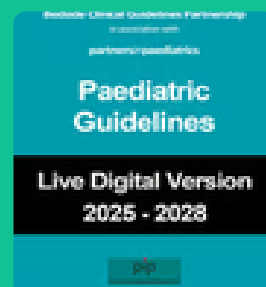 Bedside Clinical Guidelines Partnership
in association with
partners in paediatrics
Paediatric
Guidelines
Live Digital Version
2025 - 2028
pip